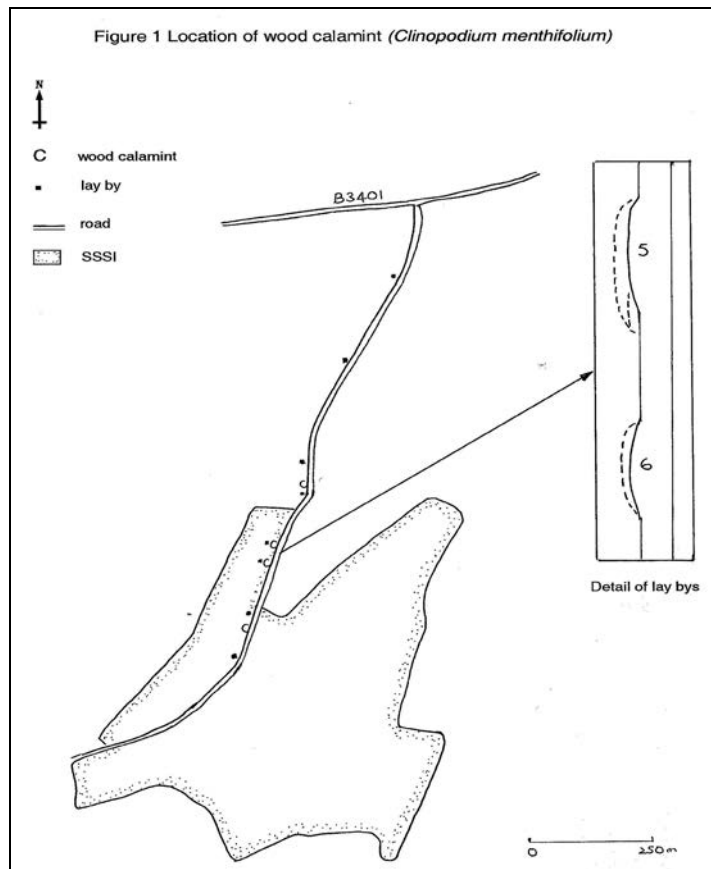 Figure 1 Location of wood calamint (Clinopodium menthifolium)
N
C wood calamint
lay by
road
SSSI
B3401
5
6
Detail of lay bys
0 250m